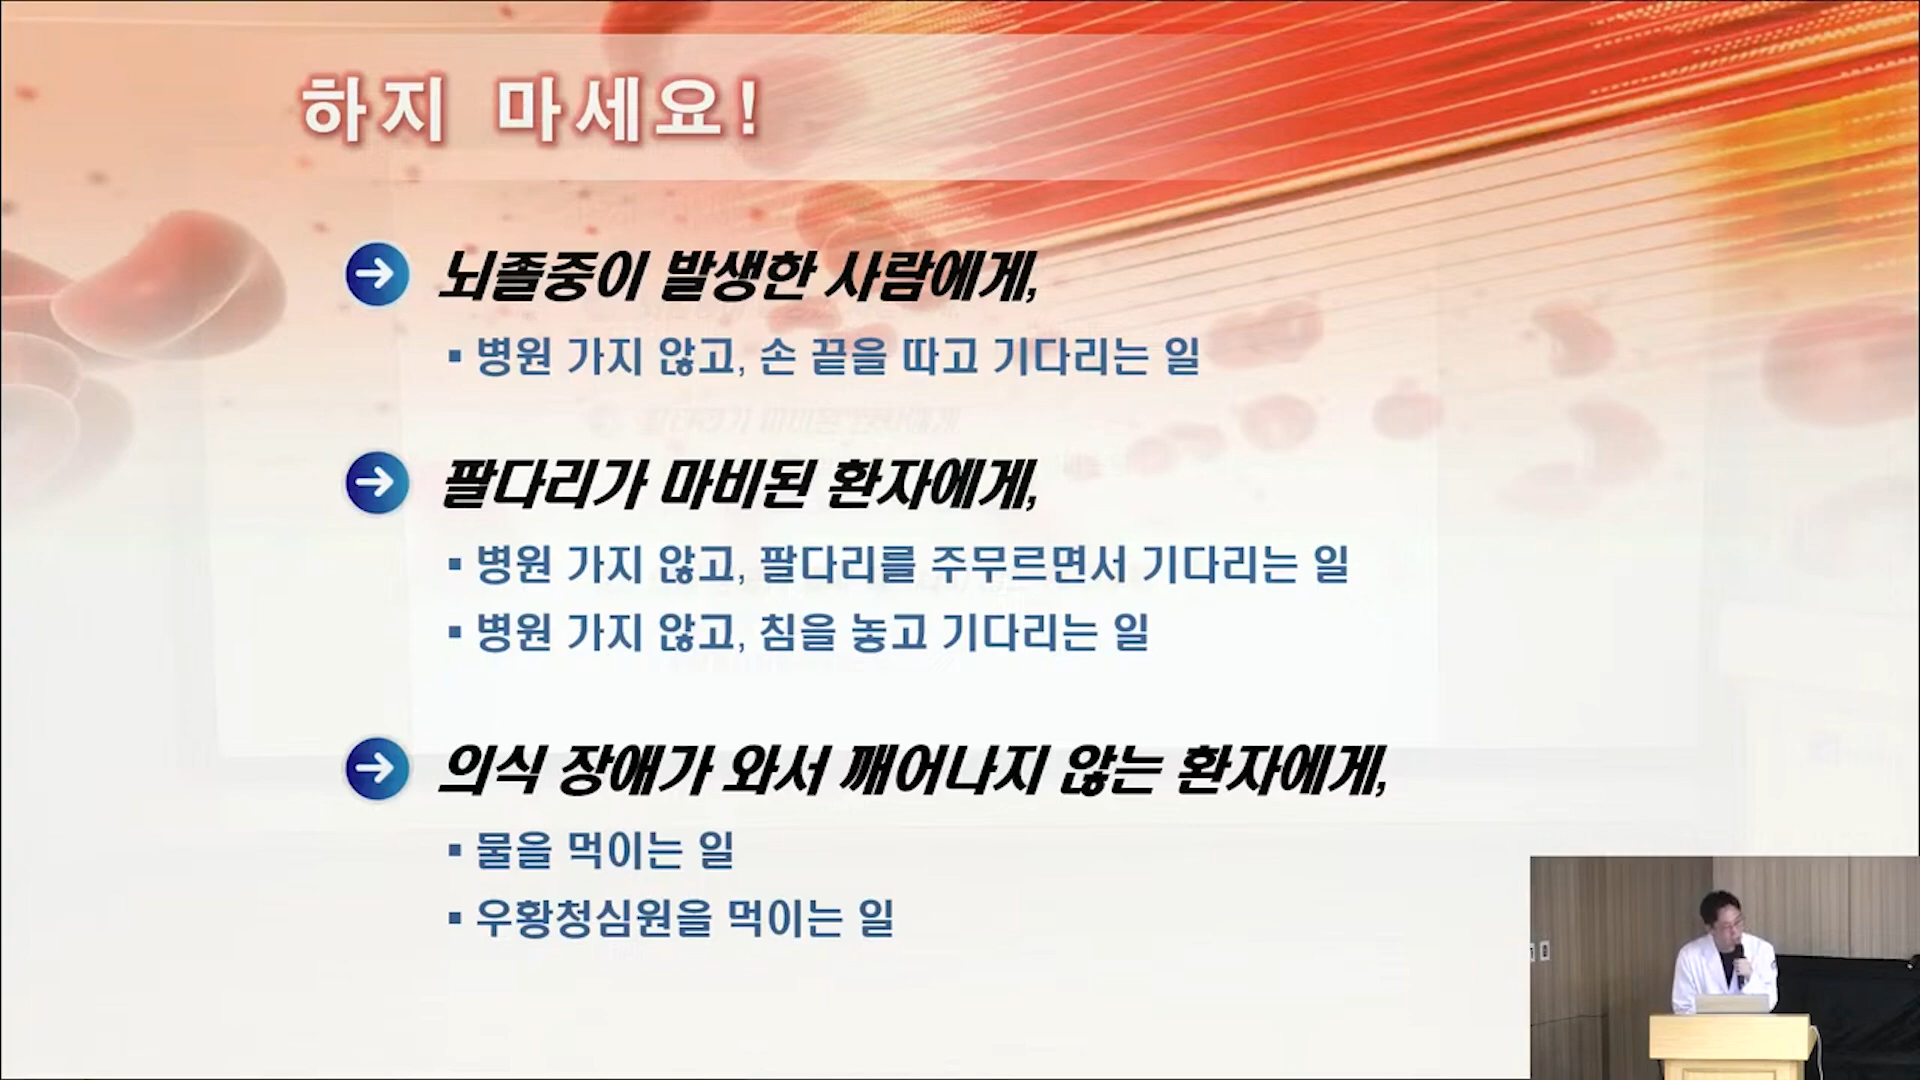 하지 마세요!
뇌졸중이 발생한 사람에게,
▪ 병원 가지 않고, 손 끝을 따고 기다리는 일
팔다리가 마비된 환자에게,
▪ 병원 가지 않고, 팔다리를 주무르면서 기다리는 일
▪ 병원 가지 않고, 침을 놓고 기다리는 일
의식 장애가 와서 깨어나지 않는 환자에게,
▪ 물을 먹이는 일
▪ 우황청심원을 먹이는 일